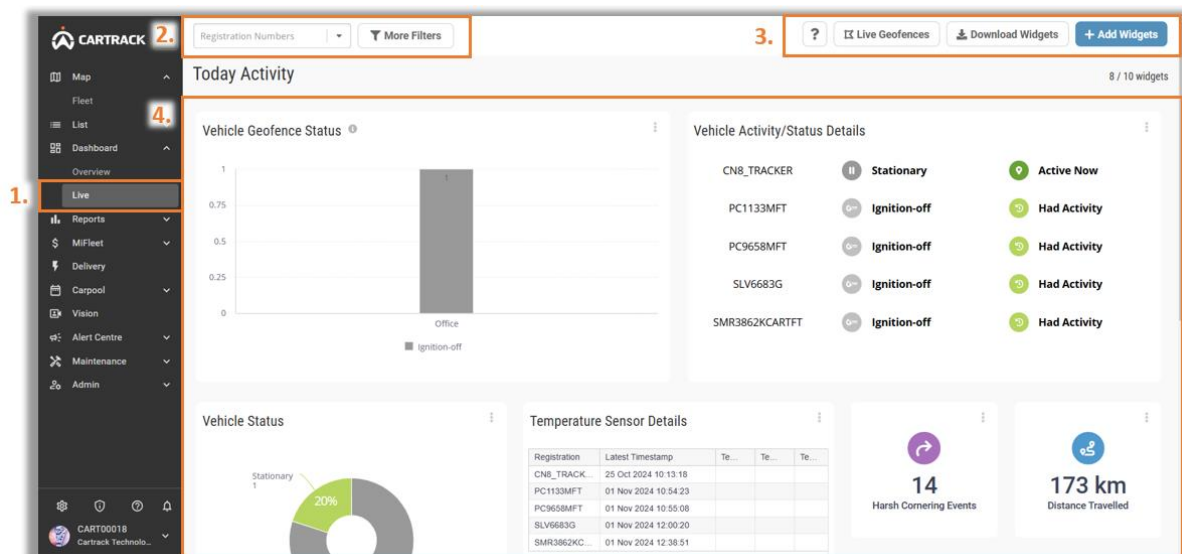 CARTRACK
Map
Fleet
List
Dashboard
Overview
Live
Reports
MiFleet
Delivery
Carpool
Vision
Alert Centre
Maintenance
Admin
CART00018
Cartrack Technolo...
1.
2.
Registration Numbers
More Filters
3.
?
Live Geofences
Download Widgets
+ Add Widgets
Today Activity
8 / 10 widgets
4.
Vehicle Geofence Status
1
0.75
0.5
0.25
0
1
Office
Ignition-off
Vehicle Activity/Status Details
CN8_TRACKER Stationary Active Now
PC1133MFT Ignition-off Had Activity
PC9658MFT Ignition-off Had Activity
SLV6683G Ignition-off Had Activity
SMR3862KCARTFT Ignition-off Had Activity
Vehicle Status
Stationary
1
20%
Temperature Sensor Details
Registration Latest Timestamp Te... Te... Te...
CN8_TRACK... 25 Oct 2024 10:13:18
PC1133MFT 01 Nov 2024 10:54:23
PC9658MFT 01 Nov 2024 10:55:08
SLV6683G 01 Nov 2024 12:00:20
SMR3862KC... 01 Nov 2024 12:38:51
14
Harsh Cornering Events
173 km
Distance Travelled